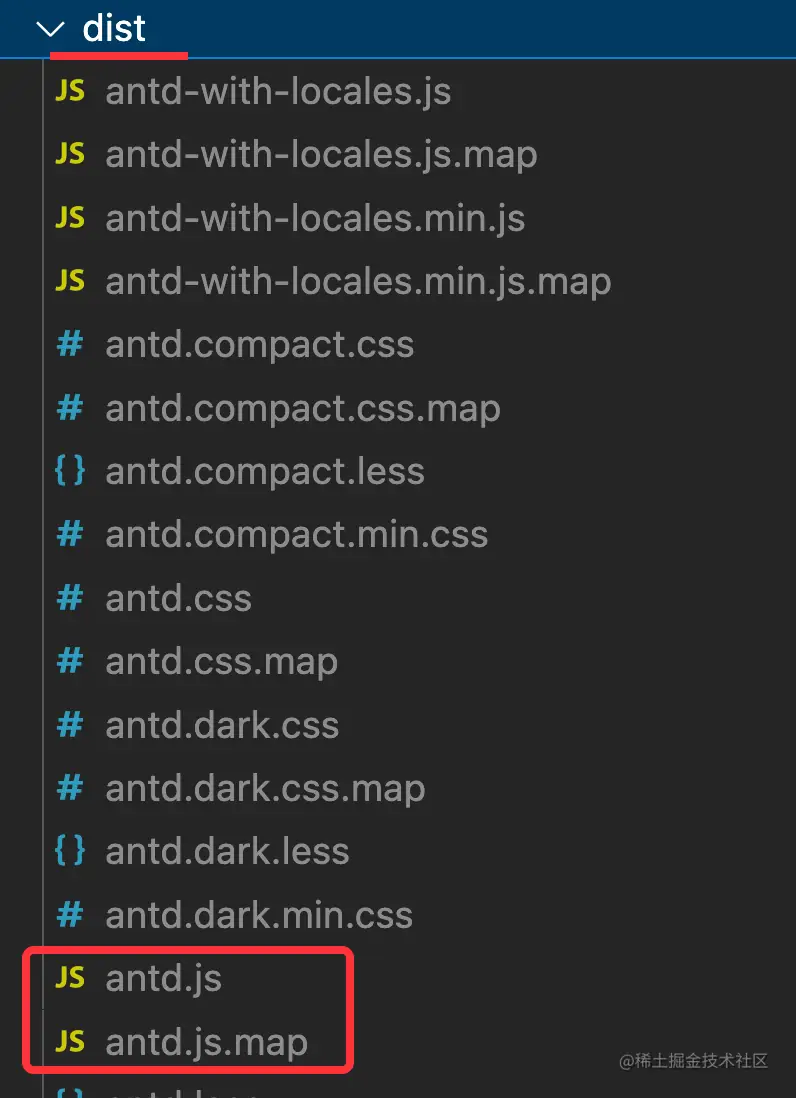 dist
JS antd-with-locales.js
JS antd-with-locales.js.map
JS antd-with-locales.min.js
JS antd-with-locales.min.js.map
# antd.compact.css
# antd.compact.css.map
{} antd.compact.less
# antd.compact.min.css
# antd.css
# antd.css.map
# antd.dark.css
# antd.dark.css.map
{} antd.dark.less
# antd.dark.min.css
JS antd.js
JS antd.js.map
@稀土掘金技术社区